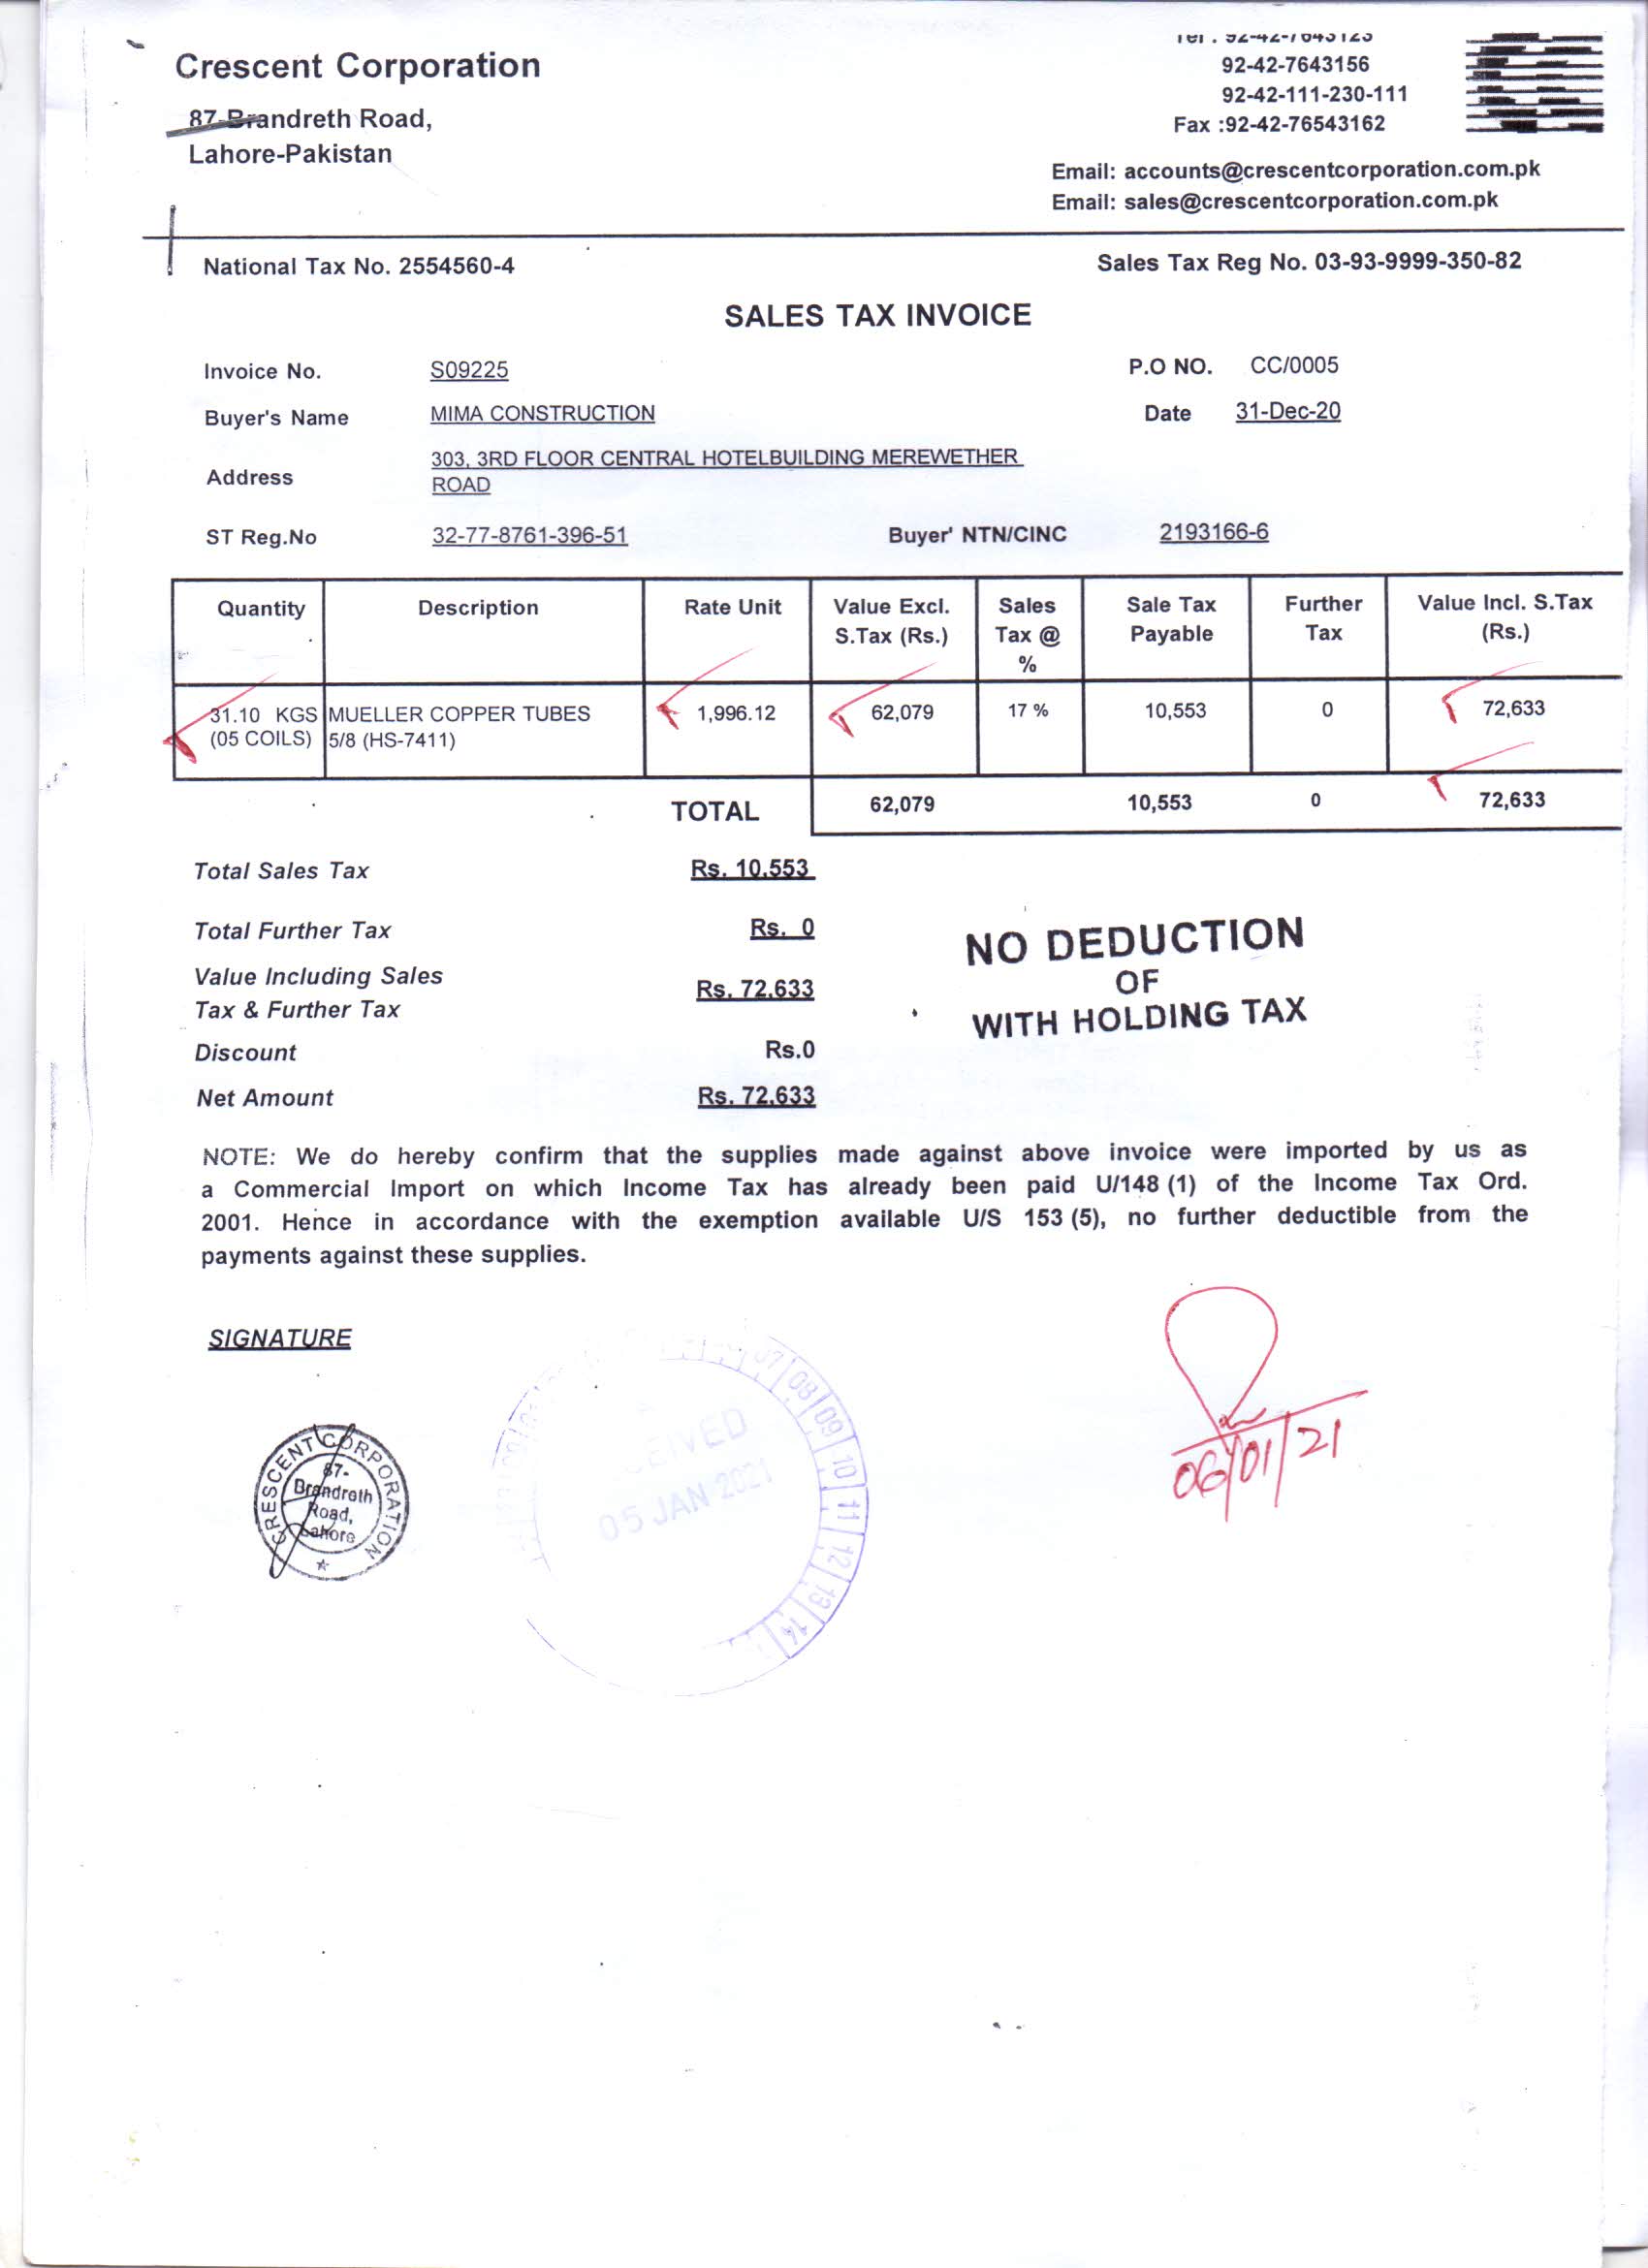 Crescent Corporation
87-Brandreth Road,
Lahore-Pakistan
92-42-7643156
92-42-111-230-111
Fax :92-42-76543162
Email: accounts@crescentcorporation.com.pk
Email: sales@crescentcorporation.com.pk
National Tax No. 2554560-4
Sales Tax Reg No. 03-93-9999-350-82
SALES TAX INVOICE
Invoice No. S09225
P.O NO. CC/0005
Buyer's Name MIMA CONSTRUCTION
Date 31-Dec-20
Address 303, 3RD FLOOR CENTRAL HOTELBUILDING MEREWETHER
ROAD
ST Reg.No 32-77-8761-396-51
Buyer' NTN/CINC 2193166-6
Quantity Description Rate Unit Value Excl. Sales Sale Tax Further Value Incl. S.Tax
S.Tax (Rs.) Tax @ Payable Tax (Rs.)
%
31.10 KGS MUELLER COPPER TUBES 1,996.12 62,079 17 % 10,553 0 72,633
(05 COILS) 5/8 (HS-7411)
TOTAL 62,079 10,553 0 72,633
Total Sales Tax Rs. 10,553
Total Further Tax Rs. 0
Value Including Sales
Tax & Further Tax Rs. 72,633
Discount Rs.0
Net Amount Rs. 72,633
NO DEDUCTION
OF
WITH HOLDING TAX
NOTE: We do hereby confirm that the supplies made against above invoice were imported by us as
a Commercial Import on which Income Tax has already been paid U/148 (1) of the Income Tax Ord.
2001. Hence in accordance with the exemption available U/S 153 (5), no further deductible from the
payments against these supplies.
SIGNATURE
CRESCENT CORPORATION
87-
Brandreth
Road,
Lahore
07 08 09 10 11 12 13 14
05 JAN 2021
06/01/21